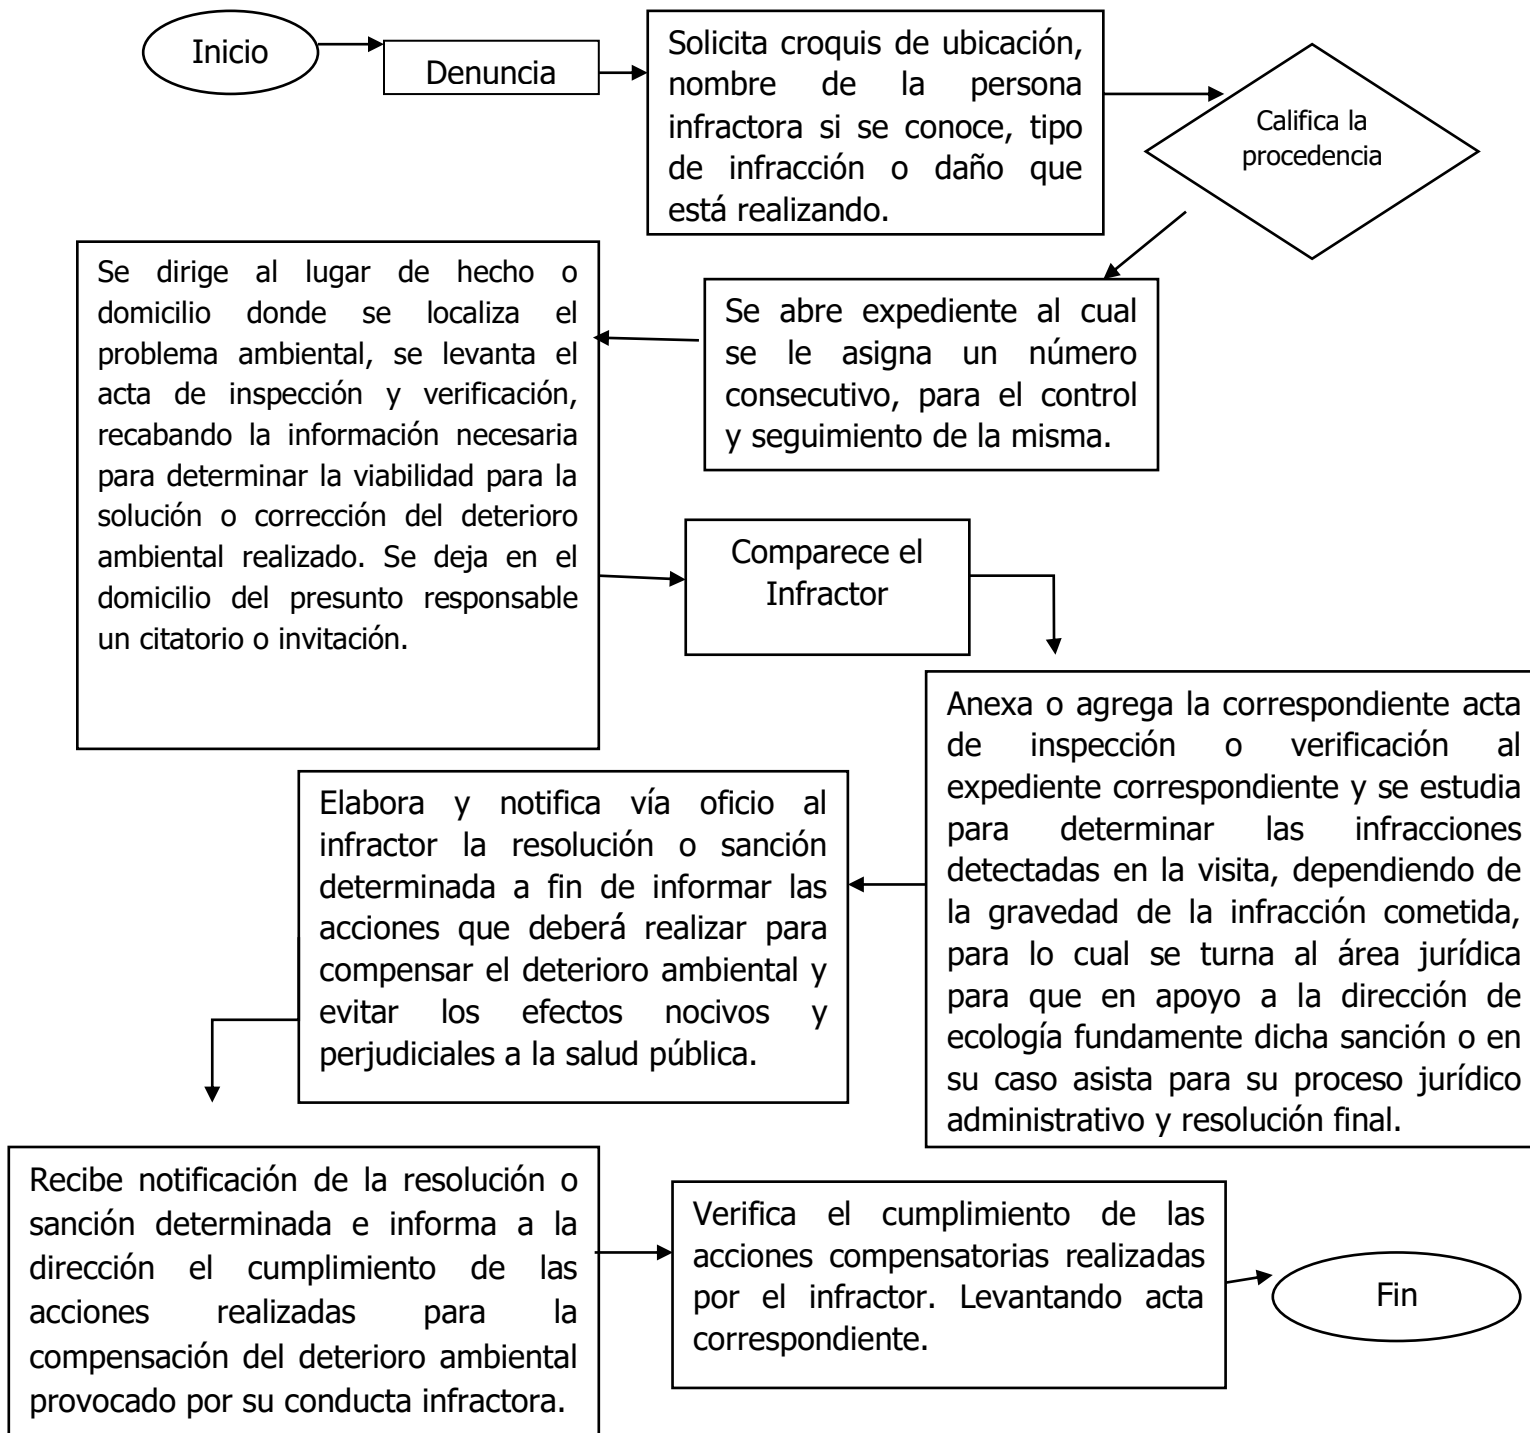 Inicio
Denuncia
Solicita croquis de ubicación,
nombre de la persona
infractora si se conoce, tipo
de infracción o daño que
está realizando.
Califica la
procedencia
Se abre expediente al cual
se le asigna un número
consecutivo, para el control
y seguimiento de la misma.
Se dirige al lugar de hecho o
domicilio donde se localiza el
problema ambiental, se levanta el
acta de inspección y verificación,
recabando la información necesaria
para determinar la viabilidad para la
solución o corrección del deterioro
ambiental realizado. Se deja en el
domicilio del presunto responsable
un citatorio o invitación.
Comparece el
Infractor
Anexa o agrega la correspondiente acta
de inspección o verificación al
expediente correspondiente y se estudia
para determinar las infracciones
detectadas en la visita, dependiendo de
la gravedad de la infracción cometida,
para lo cual se turna al área jurídica
para que en apoyo a la dirección de
ecología fundamente dicha sanción o en
su caso asista para su proceso jurídico
administrativo y resolución final.
Elabora y notifica vía oficio al
infractor la resolución o sanción
determinada a fin de informar las
acciones que deberá realizar para
compensar el deterioro ambiental y
evitar los efectos nocivos y
perjudiciales a la salud pública.
Recibe notificación de la resolución o
sanción determinada e informa a la
dirección el cumplimiento de las
acciones realizadas para la
compensación del deterioro ambiental
provocado por su conducta infractora.
Verifica el cumplimiento de las
acciones compensatorias realizadas
por el infractor. Levantando acta
correspondiente.
Fin